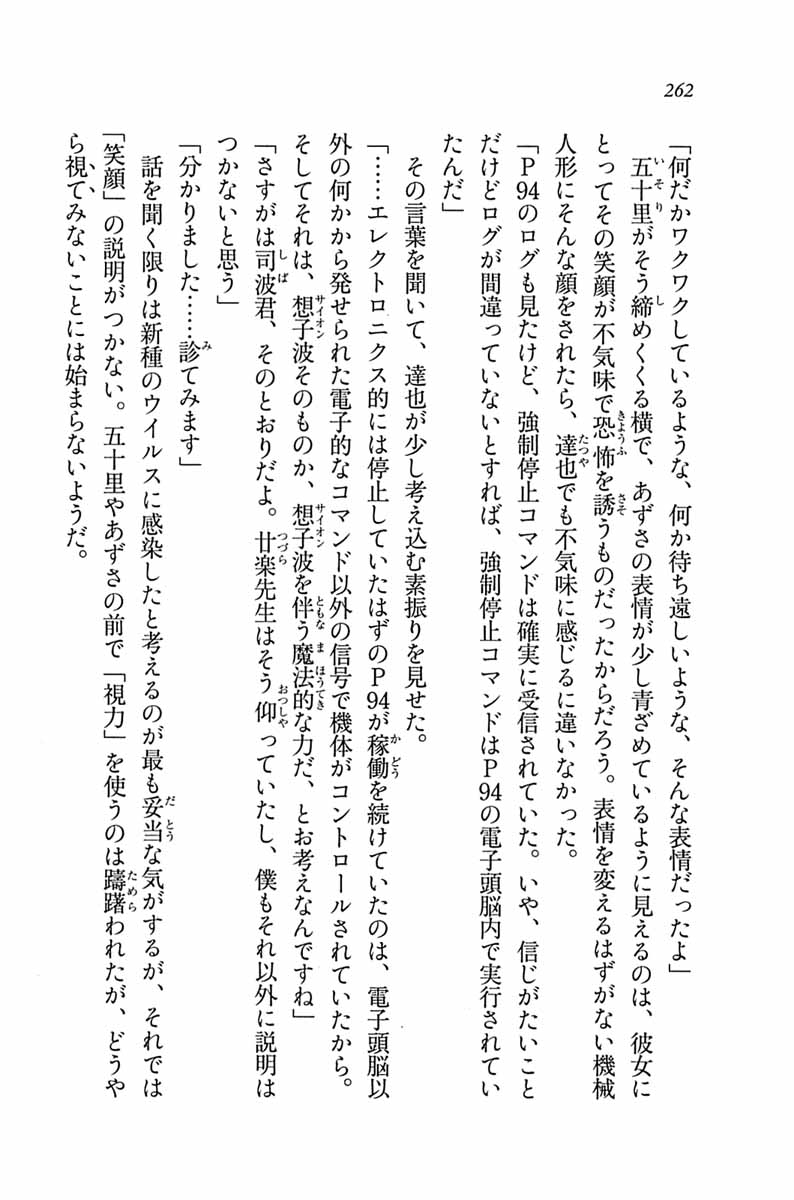 262
「何だかワクワクしているような、何か待ち遠しいような、そんな表情だったよ」
五十里がそう締めくくる横で、あずさの表情が少し青ざめているように見えるのは、彼女に
とってその笑顔が不気味で恐怖を誘うものだったからだろう。表情を変えるはずがない機械
人形にそんな顔をされたら、達也でも不気味に感じるに違いなかった。
「P94のログも見たけど、強制停止コマンドは確実に受信されていた。いや、信じがたいこと
だけどログが間違っていないとすれば、強制停止コマンドはP94の電子頭脳内で実行されてい
たんだ」
その言葉を聞いて、達也が少し考え込む素振りを見せた。
「……エレクトロニクス的には停止していたはずのP94が稼働を続けていたのは、電子頭脳以
外の何かから発せられた電子的なコマンド以外の信号で機体がコントロールされていたから。
そしてそれは、想子波そのものか、想子波を伴う魔法的な力だ、とお考えなんですね」
「さすがは司波君、そのとおりだよ。廿楽先生はそう仰っていたし、僕もそれ以外に説明は
つかないと思う」
「分かりました……診てみます」
話を聞く限りは新種のウイルスに感染したと考えるのが最も妥当な気がするが、それでは
「笑顔」の説明がつかない。五十里やあずさの前で「視力」を使うのは躊躇われたが、どうや
ら視てみないことには始まらないようだ。